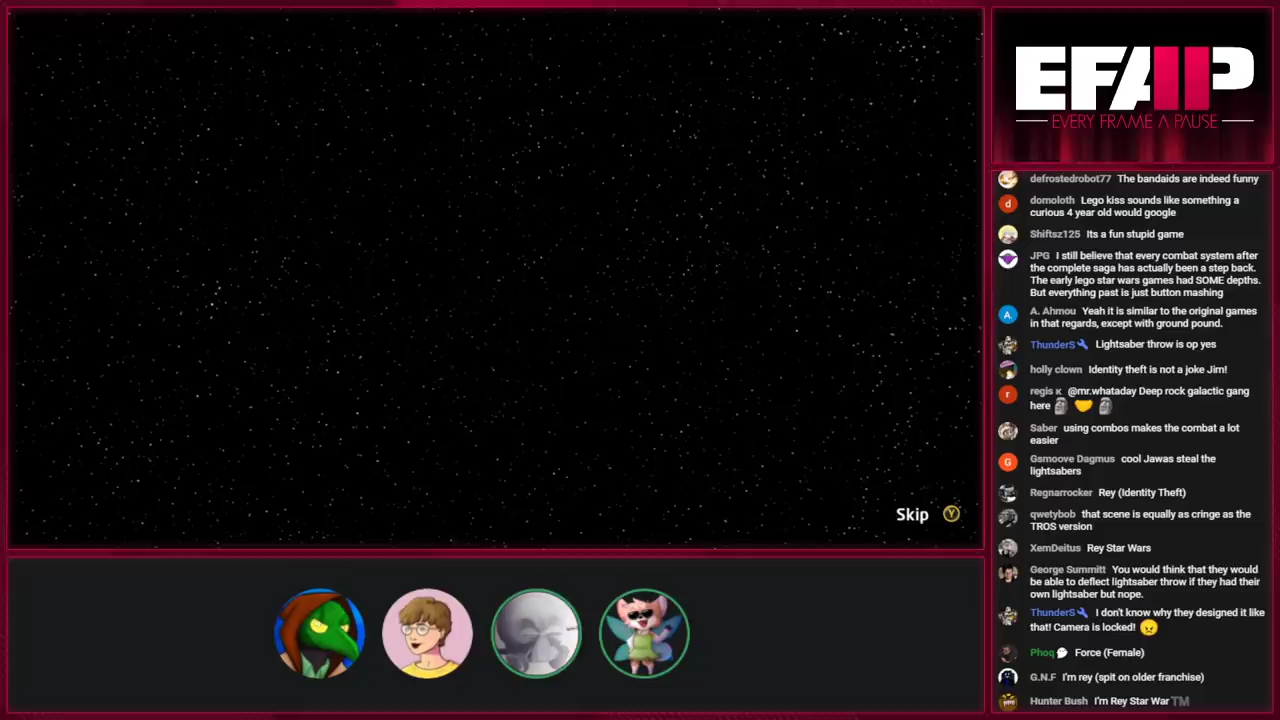 Skip Y
EFAP
EVERY FRAME A PAUSE
defrostedrobot77 The bandaids are indeed funny
d domoloth Lego kiss sounds like something a
curious 4 year old would google
Shiftsz125 Its a fun stupid game
JPG I still believe that every combat system after
the complete saga has actually been a step back.
The early lego star wars games had SOME depths.
But everything past is just button mashing
A. A. Ahmou Yeah it is similar to the original games
in that regards, except with ground pound.
ThunderS Lightsaber throw is op yes
holly clown Identity theft is not a joke Jim!
r regis κ @mr.whataday Deep rock galactic gang
here 🗿 🤝 🗿
Saber using combos makes the combat a lot
easier
G Gsmoove Dagmus cool Jawas steal the
lightsabers
Regnarrocker Rey (Identity Theft)
qwetybob that scene is equally as cringe as the
TROS version
XemDeitus Rey Star Wars
George Summitt You would think that they would
be able to deflect lightsaber throw if they had their
own lightsaber but nope.
ThunderS I don't know why they designed it like
that! Camera is locked! 😠
Phoq Force (Female)
G.N.F I'm rey (spit on older franchise)
Hunter Bush I'm Rey Star War™